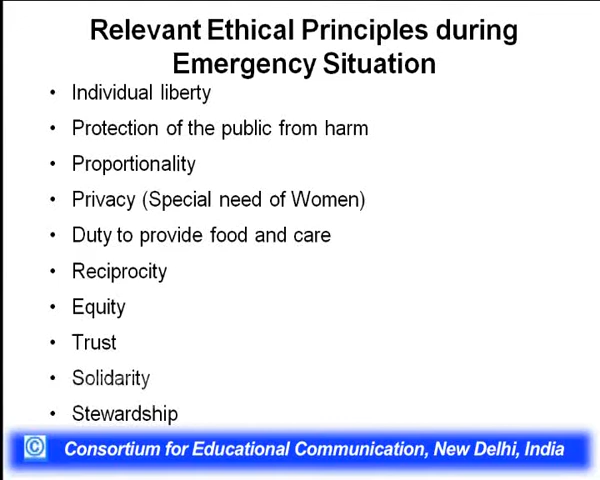 Relevant Ethical Principles during
Emergency Situation
• Individual liberty
• Protection of the public from harm
• Proportionality
• Privacy (Special need of Women)
• Duty to provide food and care
• Reciprocity
• Equity
• Trust
• Solidarity
• Stewardship
© Consortium for Educational Communication, New Delhi, India